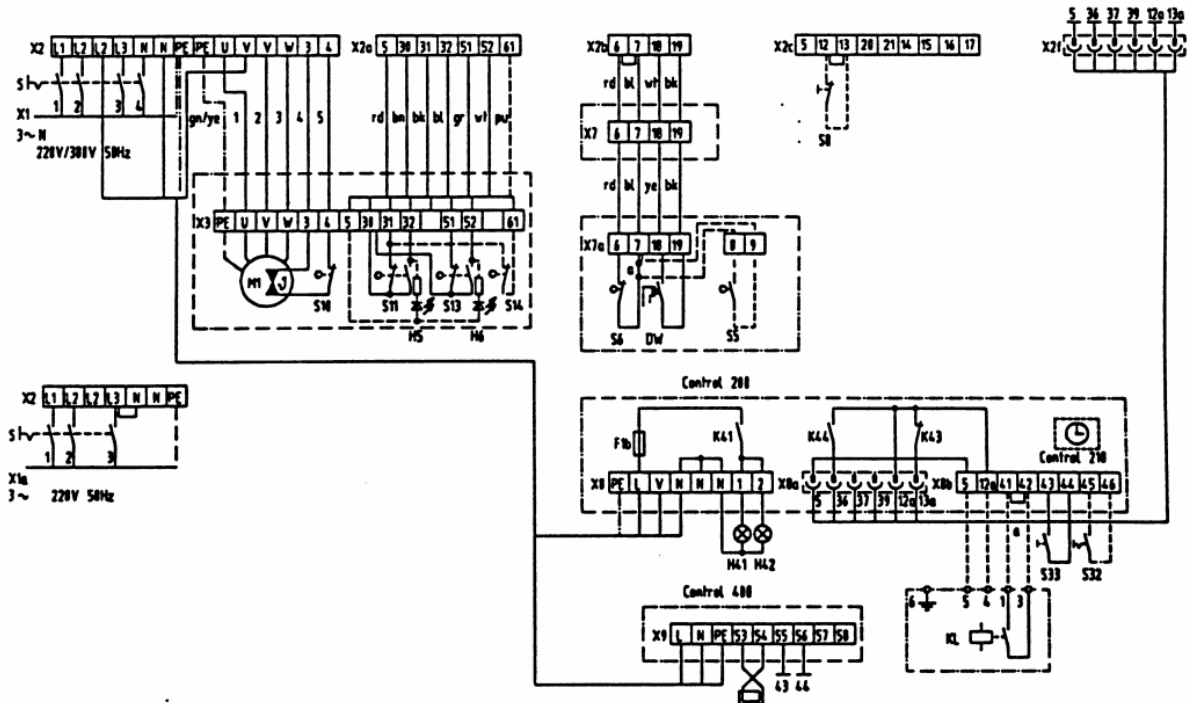 5 36 37 39 12a 13a
X2 L1 L2 L2 L3 N N PE PE U V V W 3 4
X2a 5 30 31 32 51 52 61
X2b 6 7 18 19
X2c 5 12 13 20 21 14 15 16 17
X2f
S
1 2 3 4
X1
3~ N
220V/380V 50Hz
gn/ye 1 2 3 4 5
rd bn bk bl gr wt pu
rd bl wt bk
S8
X7 6 7 18 19
rd bl ye bk
X3 PE U V W 3 4 5 30 31 32 51 52 61
X7a 6 7 18 19 8 9
a
M1
S10 S11 S13 S14
H5 H6
S6 DW S5
P
X2 L1 L2 L2 L3 N N PE
S
1 2 3
X1a
3~ 220V 50Hz
Control 200
F1b K41 K44 K43
Control 210
X8 PE L V N N N 1 2
X8a 5 36 37 39 12a 13a
X8b 5 12a 41 42 43 44 45 46
H41 H42
a
S33 S32
Control 400
6 5 4 1 3
X9 L N PE 53 54 55 56 57 58
KL
43 44